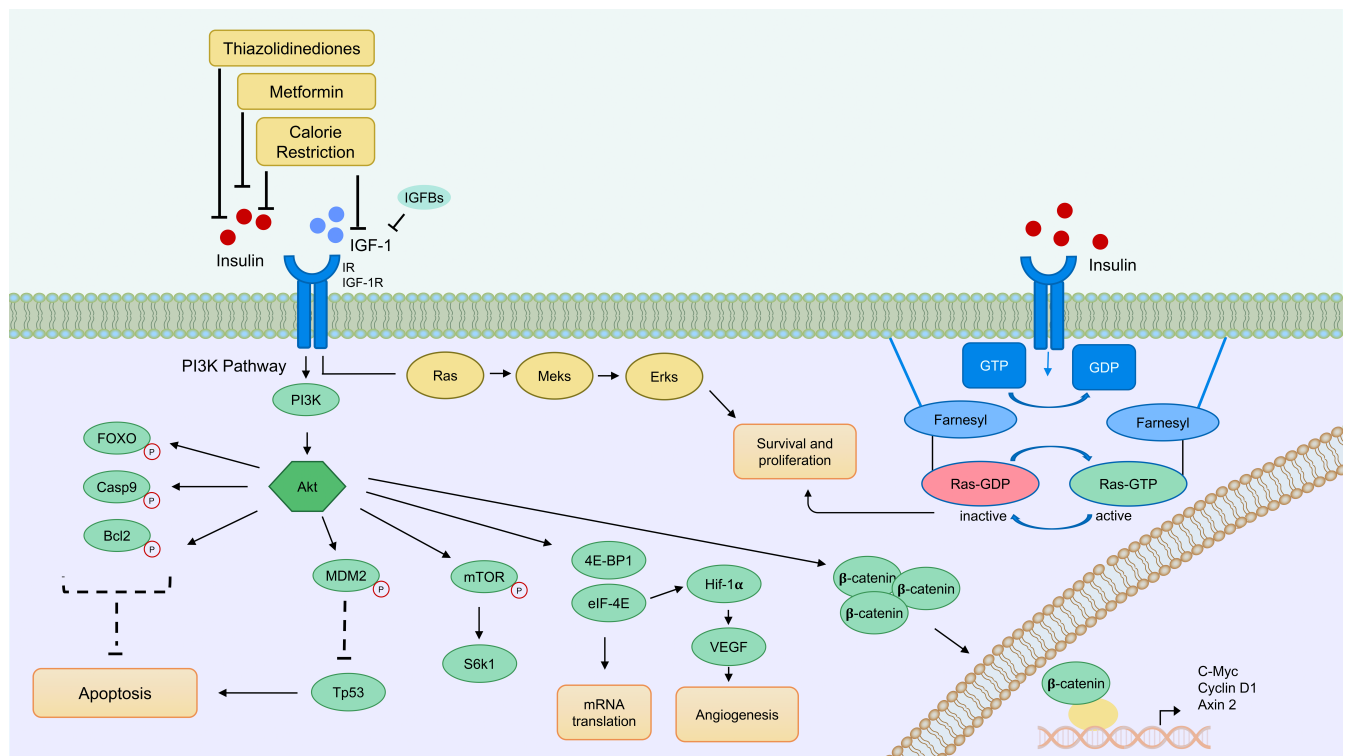 Thiazolidinediones
Metformin
Calorie
Restriction
IGFBs
IGF-1
Insulin
IR
IGF-1R
Insulin
PI3K Pathway
PI3K
Ras
Meks
Erks
Survival and
proliferation
GTP
GDP
Farnesyl
Farnesyl
Ras-GDP
Ras-GTP
inactive
active
FOXO
P
Casp9
P
Bcl2
P
Akt
MDM2
P
mTOR
P
4E-BP1
eIF-4E
Hif-1α
VEGF
β-catenin
β-catenin
β-catenin
S6k1
Tp53
Apoptosis
mRNA
translation
Angiogenesis
β-catenin
C-Myc
Cyclin D1
Axin 2